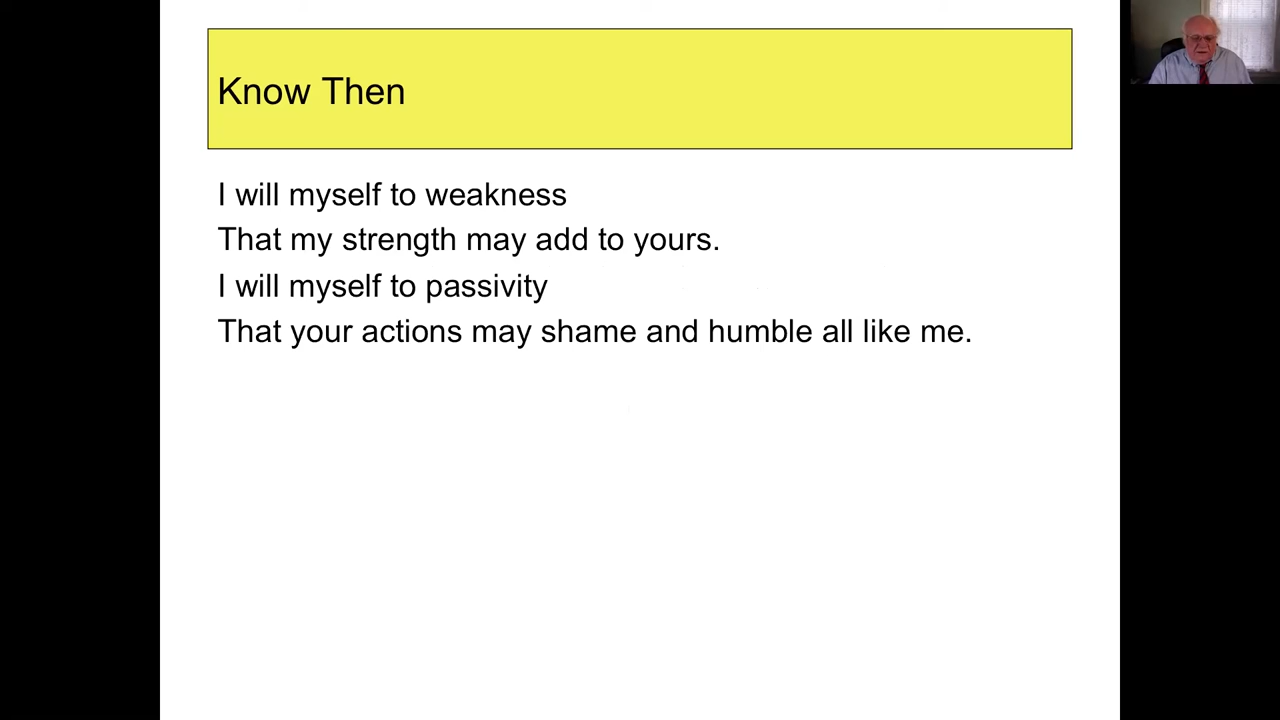 Know Then
I will myself to weakness
That my strength may add to yours.
I will myself to passivity
That your actions may shame and humble all like me.